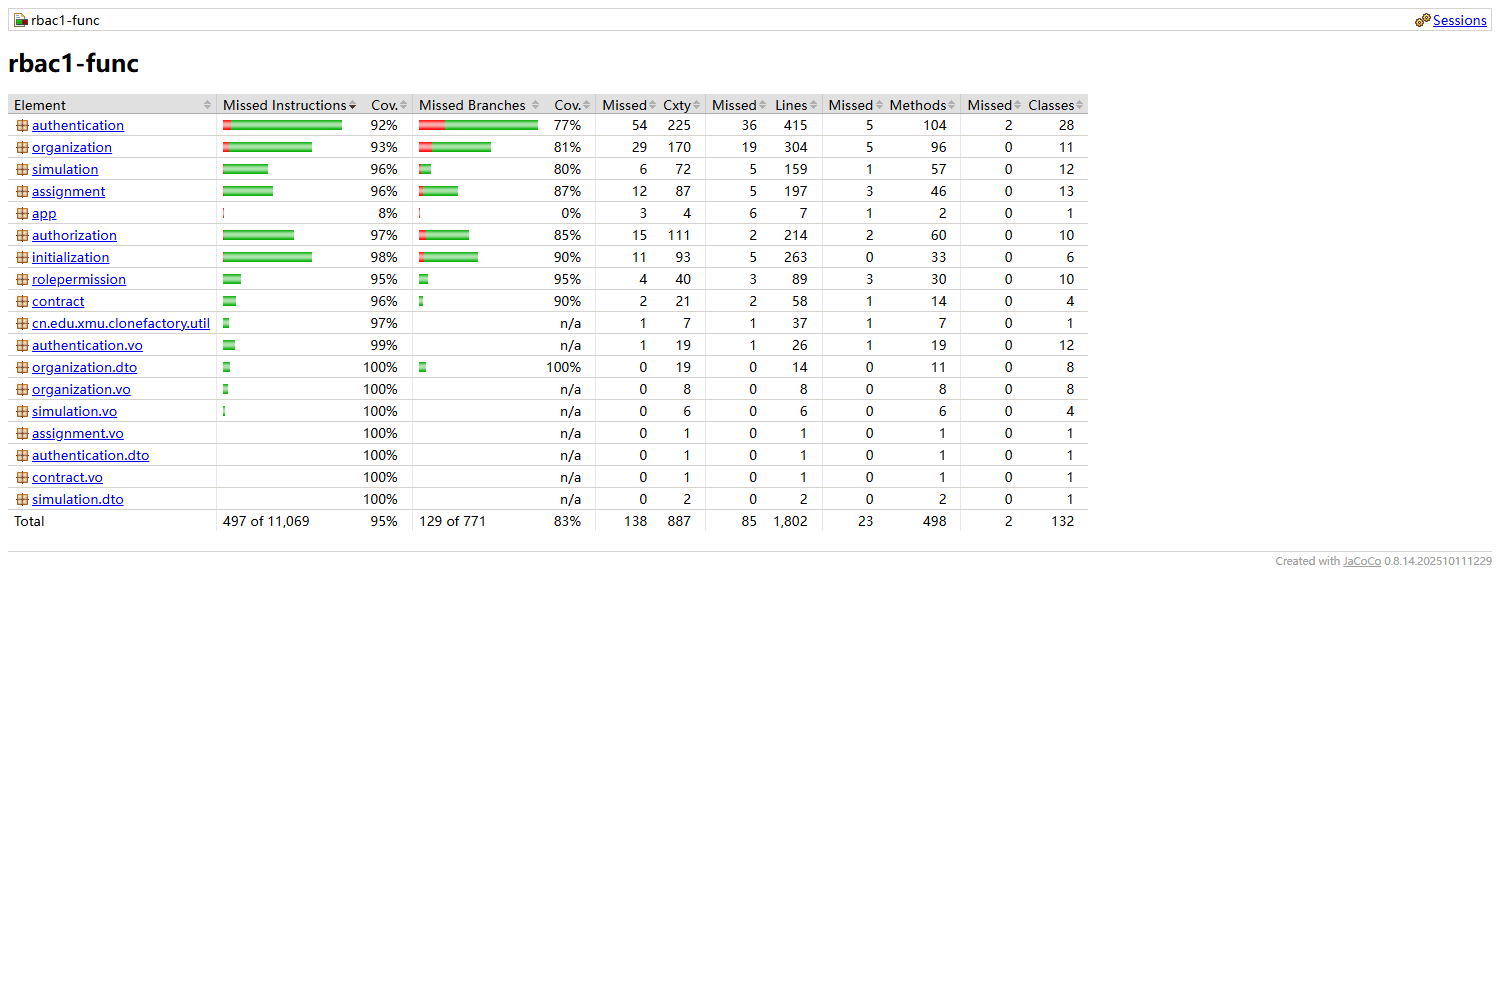 rbac1-func Sessions
rbac1-func
Element Missed Instructions Cov. Missed Branches Cov. Missed Cxty Missed Lines Missed Methods Missed Classes
authentication 92% 77% 54 225 36 415 5 104 2 28
organization 93% 81% 29 170 19 304 5 96 0 11
simulation 96% 80% 6 72 5 159 1 57 0 12
assignment 96% 87% 12 87 5 197 3 46 0 13
app 8% 0% 3 4 6 7 1 2 0 1
authorization 97% 85% 15 111 2 214 2 60 0 10
initialization 98% 90% 11 93 5 263 0 33 0 6
rolepermission 95% 95% 4 40 3 89 3 30 0 10
contract 96% 90% 2 21 2 58 1 14 0 4
cn.edu.xmu.clonefactory.util 97% n/a 1 7 1 37 1 7 0 1
authentication.vo 99% n/a 1 19 1 26 1 19 0 12
organization.dto 100% 100% 0 19 0 14 0 11 0 8
organization.vo 100% n/a 0 8 0 8 0 8 0 8
simulation.vo 100% n/a 0 6 0 6 0 6 0 4
assignment.vo 100% n/a 0 1 0 1 0 1 0 1
authentication.dto 100% n/a 0 1 0 1 0 1 0 1
contract.vo 100% n/a 0 1 0 1 0 1 0 1
simulation.dto 100% n/a 0 2 0 2 0 2 0 1
Total 497 of 11,069 95% 129 of 771 83% 138 887 85 1,802 23 498 2 132
Created with JaCoCo 0.8.14.202510111229